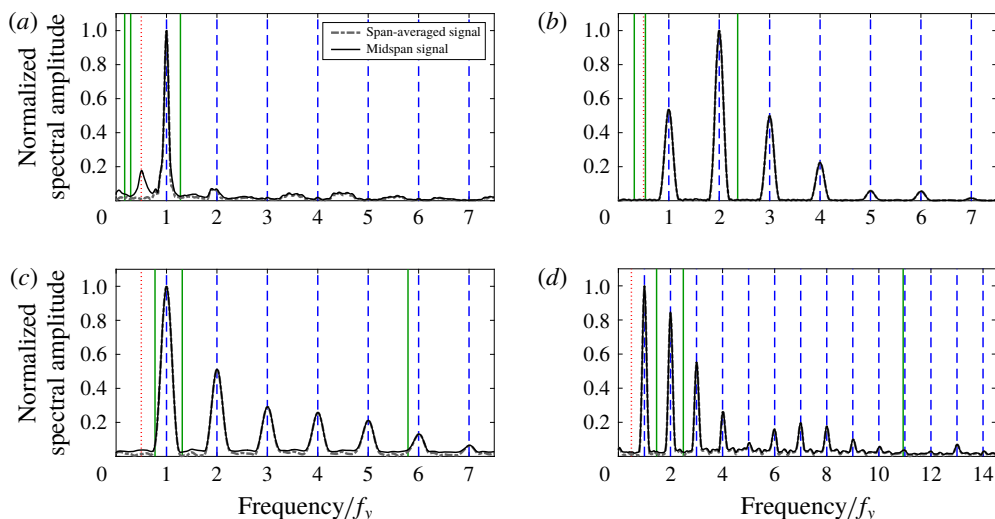 (a)
(b)
Normalized
spectral amplitude
1.0
0.8
0.6
0.4
0.2
0
1 2 3 4 5 6 7
Span-averaged signal
Midspan signal
1.0
0.8
0.6
0.4
0.2
0
1 2 3 4 5 6 7
(c)
(d)
Normalized
spectral amplitude
1.0
0.8
0.6
0.4
0.2
0
1 2 3 4 5 6 7
Frequency/fy
1.0
0.8
0.6
0.4
0.2
0
2 4 6 8 10 12 14
Frequency/fy